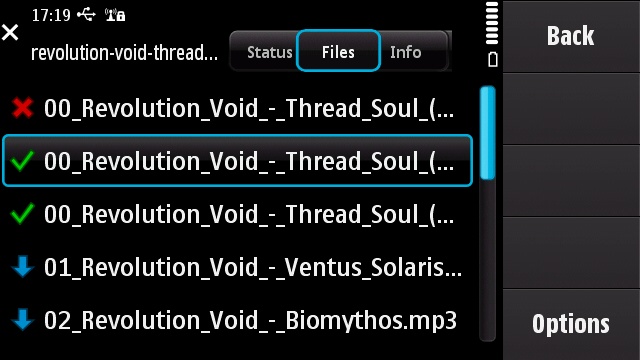 17:19
revolution-void-thread...
Status
Files
Info
Back
00_Revolution_Void_-_Thread_Soul_(...
00_Revolution_Void_-_Thread_Soul_(...
00_Revolution_Void_-_Thread_Soul_(...
01_Revolution_Void_-_Ventus_Solaris...
02_Revolution_Void_-_Biomythos.mp3
Options